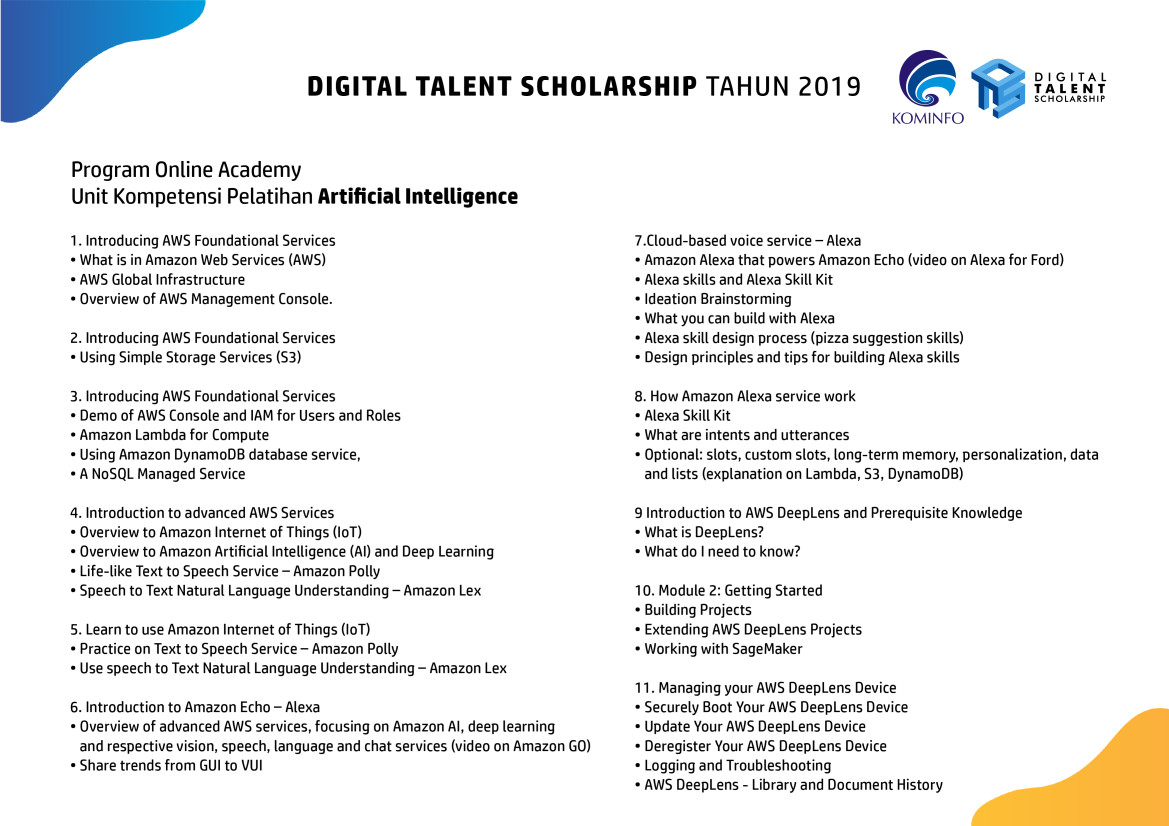 DIGITAL TALENT SCHOLARSHIP TAHUN 2019
KOMINFO
DIGITAL
TALENT
SCHOLARSHIP
Program Online Academy
Unit Kompetensi Pelatihan Artificial Intelligence
1. Introducing AWS Foundational Services
• What is in Amazon Web Services (AWS)
• AWS Global Infrastructure
• Overview of AWS Management Console.
2. Introducing AWS Foundational Services
• Using Simple Storage Services (S3)
3. Introducing AWS Foundational Services
• Demo of AWS Console and IAM for Users and Roles
• Amazon Lambda for Compute
• Using Amazon DynamoDB database service,
• A NoSQL Managed Service
4. Introduction to advanced AWS Services
• Overview to Amazon Internet of Things (IoT)
• Overview to Amazon Artificial Intelligence (AI) and Deep Learning
• Life-like Text to Speech Service – Amazon Polly
• Speech to Text Natural Language Understanding – Amazon Lex
5. Learn to use Amazon Internet of Things (IoT)
• Practice on Text to Speech Service – Amazon Polly
• Use speech to Text Natural Language Understanding – Amazon Lex
6. Introduction to Amazon Echo – Alexa
• Overview of advanced AWS services, focusing on Amazon AI, deep learning
and respective vision, speech, language and chat services (video on Amazon GO)
• Share trends from GUI to VUI
7.Cloud-based voice service – Alexa
• Amazon Alexa that powers Amazon Echo (video on Alexa for Ford)
• Alexa skills and Alexa Skill Kit
• Ideation Brainstorming
• What you can build with Alexa
• Alexa skill design process (pizza suggestion skills)
• Design principles and tips for building Alexa skills
8. How Amazon Alexa service work
• Alexa Skill Kit
• What are intents and utterances
• Optional: slots, custom slots, long-term memory, personalization, data
and lists (explanation on Lambda, S3, DynamoDB)
9 Introduction to AWS DeepLens and Prerequisite Knowledge
• What is DeepLens?
• What do I need to know?
10. Module 2: Getting Started
• Building Projects
• Extending AWS DeepLens Projects
• Working with SageMaker
11. Managing your AWS DeepLens Device
• Securely Boot Your AWS DeepLens Device
• Update Your AWS DeepLens Device
• Deregister Your AWS DeepLens Device
• Logging and Troubleshooting
• AWS DeepLens - Library and Document History